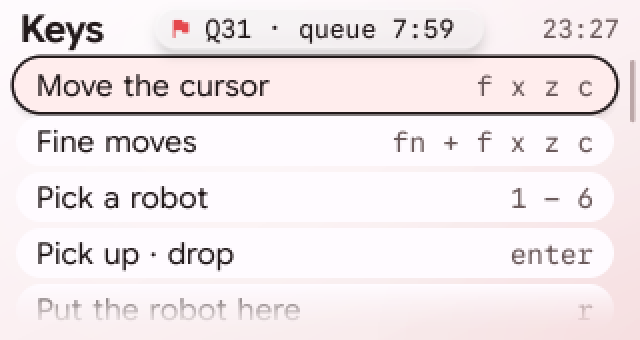 Keys Q31 · queue 7:59 23:27
Move the cursor f x z c
Fine moves fn + f x z c
Pick a robot 1 – 6
Pick up · drop enter
Put the robot here r